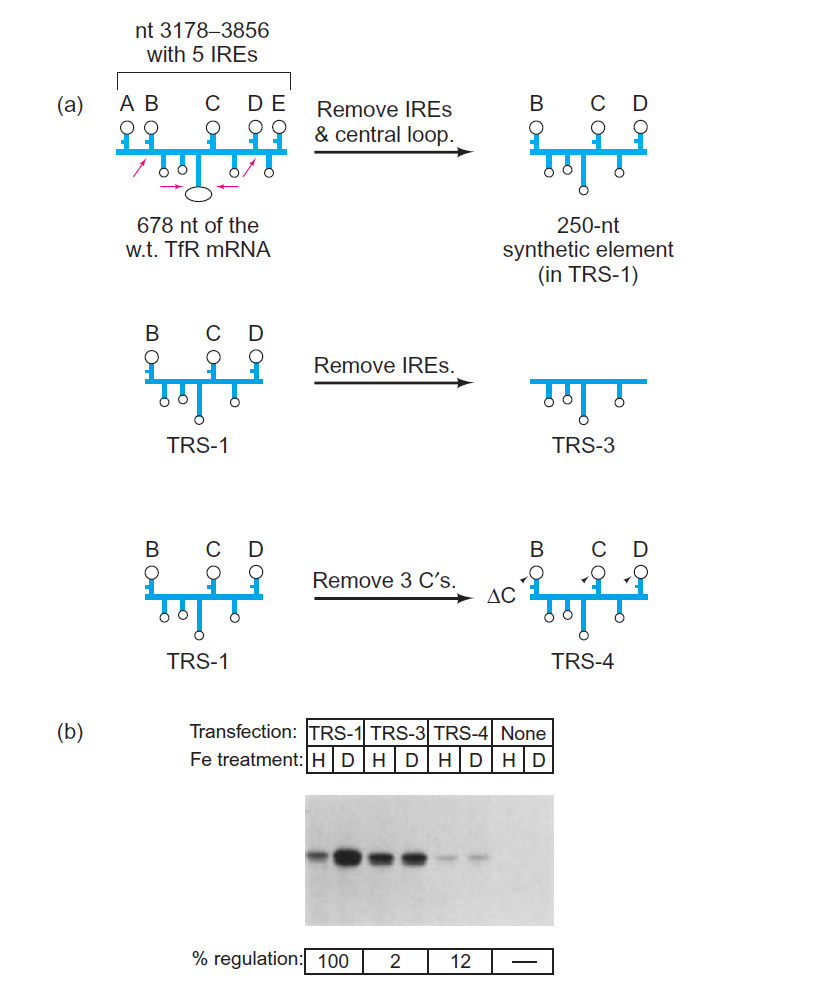 nt 3178–3856
with 5 IREs
(a) A B C D E
Remove IREs
& central loop.
B C D
678 nt of the
w.t. TfR mRNA
250-nt
synthetic element
(in TRS-1)
B C D
Remove IREs.
TRS-1
TRS-3
B C D
Remove 3 C′s.
B C D
ΔC
TRS-1
TRS-4
(b)
Transfection: TRS-1 TRS-3 TRS-4 None
Fe treatment: H D H D H D H D
% regulation: 100 2 12 —